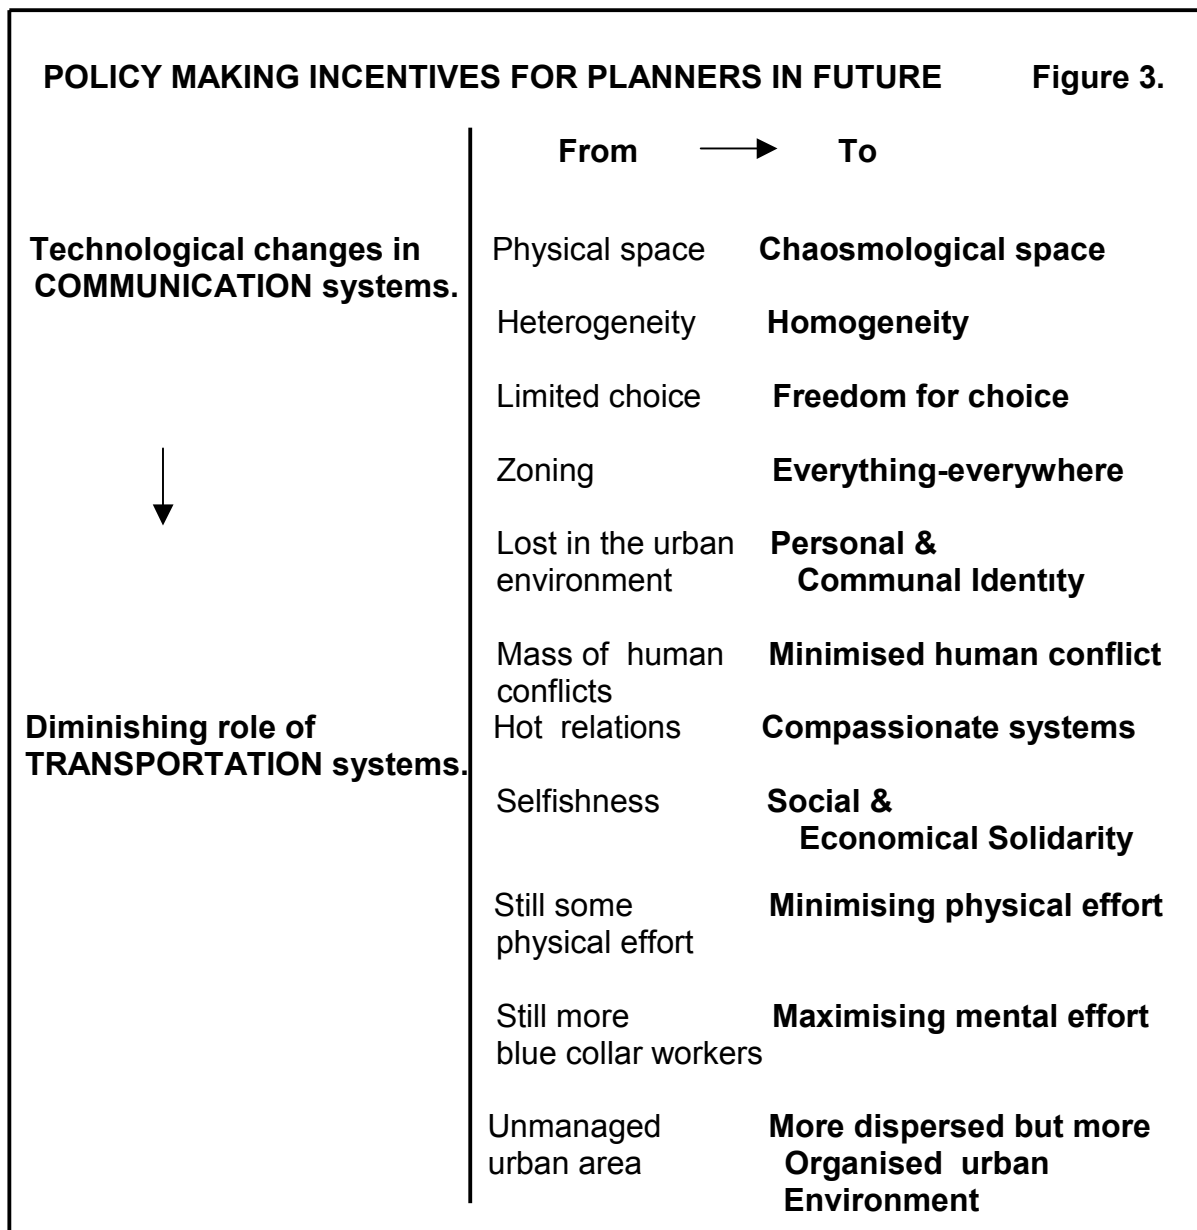 POLICY MAKING INCENTIVES FOR PLANNERS IN FUTURE Figure 3.
From To
Technological changes in
COMMUNICATION systems.
Physical space Chaosmological space
Heterogeneity Homogeneity
Limited choice Freedom for choice
Zoning Everything-everywhere
Lost in the urban Personal &
environment Communal Identıty
Mass of human Minimised human conflict
conflicts
Diminishing role of
TRANSPORTATION systems.
Hot relations Compassionate systems
Selfishness Social &
Economical Solidarity
Still some Minimising physical effort
physical effort
Still more Maximising mental effort
blue collar workers
Unmanaged More dispersed but more
urban area Organised urban
Environment